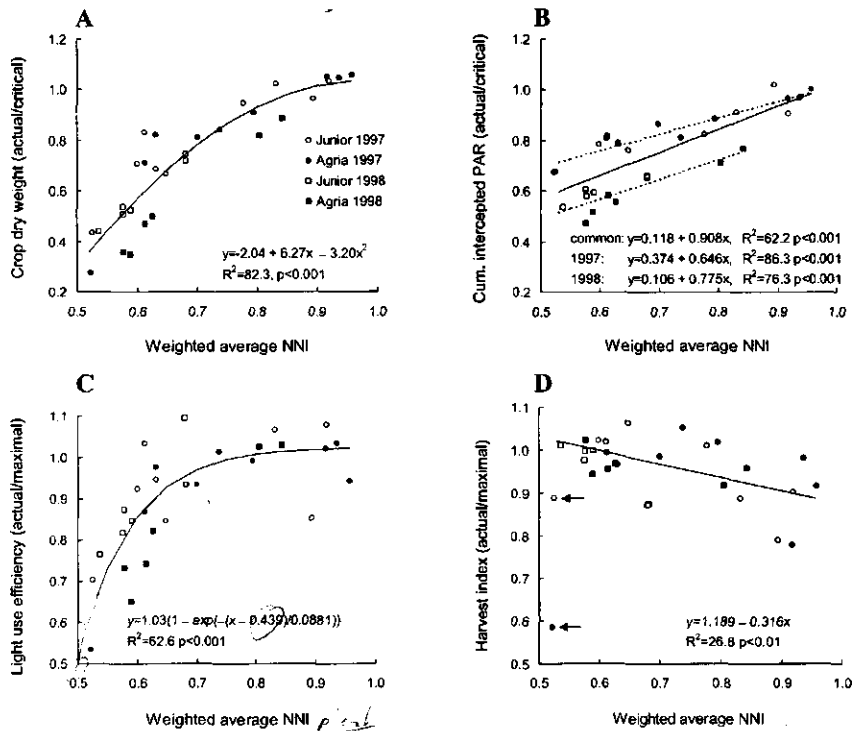 A
Crop dry weight (actual/critical)
1.2
1.0
0.8
0.6
0.4
0.2
Junior 1997
Agria 1997
Junior 1998
Agria 1998
y=-2.04 + 6.27x – 3.20x²
R²=82.3, p<0.001
0.5 0.6 0.7 0.8 0.9 1.0
Weighted average NNI
B
Cum. intercepted PAR (actual/critical)
1.2
1.0
0.8
0.6
0.4
0.2
common: y=0.118 + 0.908x, R²=62.2 p<0.001
1997: y=0.374 + 0.646x, R²=86.3 p<0.001
1998: y=0.106 + 0.775x, R²=76.3 p<0.001
0.5 0.6 0.7 0.8 0.9 1.0
Weighted average NNI
C
Light use efficiency (actual/maximal)
1.1
1.0
0.9
0.8
0.7
0.6
0.5
y=1.03{1 – exp(-(x – 0.439)/0.0881)}
R²=62.6 p<0.001
0.5 0.6 0.7 0.8 0.9 1.0
Weighted average NNI
D
Harvest index (actual/maximal)
1.1
1.0
0.9
0.8
0.7
0.6
0.5
y=1.189 – 0.316x
R²=26.8 p<0.01
0.5 0.6 0.7 0.8 0.9 1.0
Weighted average NNI